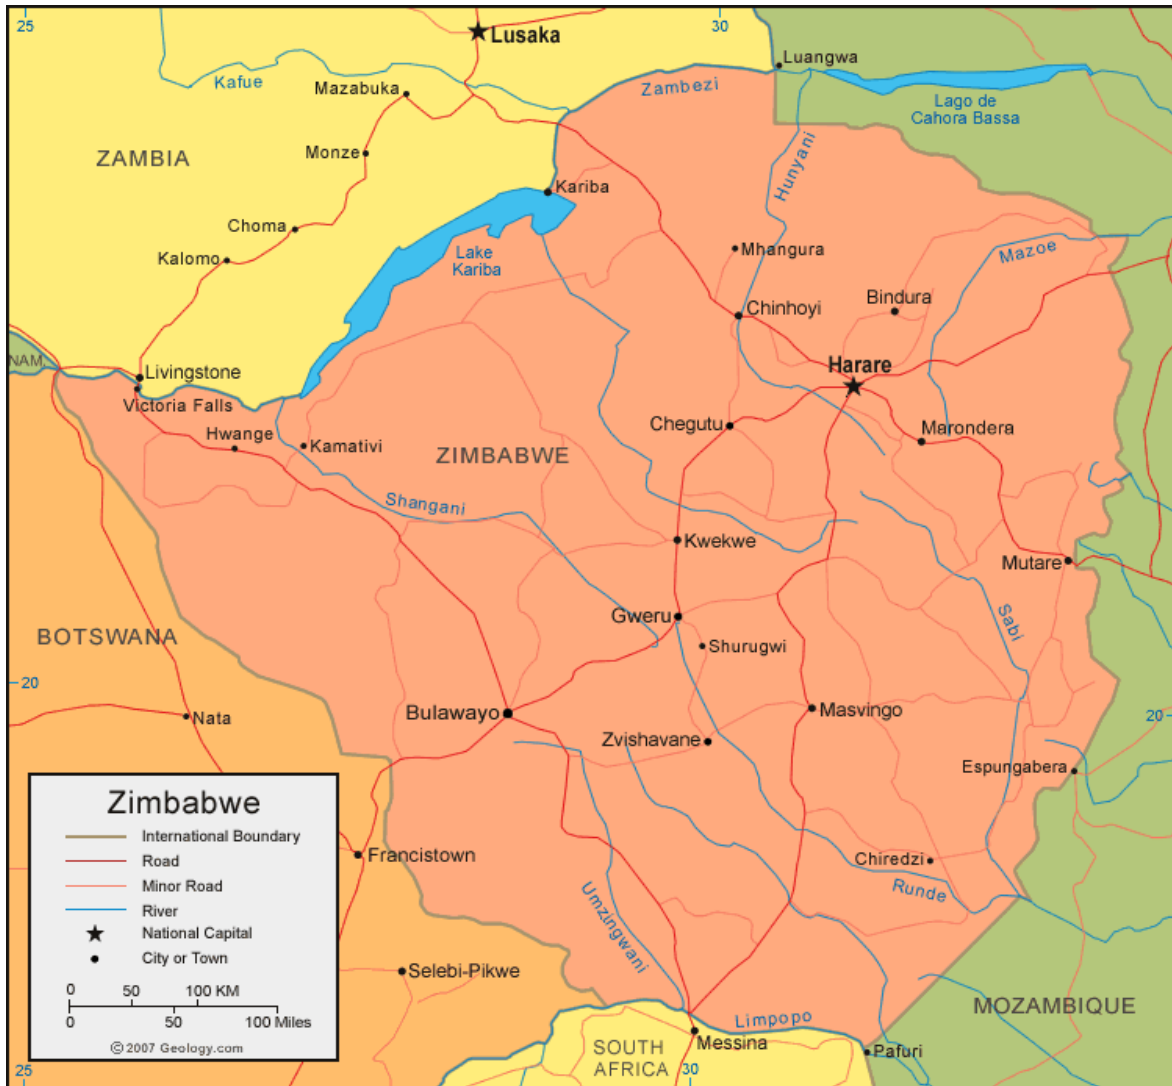 25
30
Lusaka
Luangwa
Kafue
Mazabuka
Zambezi
Lago de
Cahora Bassa
ZAMBIA
Monze
Hunyani
Kariba
Choma
Kalomo
Lake
Kariba
Mhangura
Mazoe
Chinhoyi
Bindura
NAM.
Livingstone
Harare
Victoria Falls
Hwange
Kamativi
ZIMBABWE
Chegutu
Marondera
Shangani
Kwekwe
Mutare
Gweru
Sabi
BOTSWANA
Shurugwi
20
Nata
Bulawayo
Masvingo
20
Zvishavane
Espungabera
Zimbabwe
International Boundary
Road
Minor Road
River
National Capital
City or Town
0 50 100 KM
0 50 100 Miles
© 2007 Geology.com
Francistown
Chiredzi
Runde
Umzingwani
Selebi-Pikwe
MOZAMBIQUE
Limpopo
Messina
SOUTH
AFRICA
Pafuri
25
30